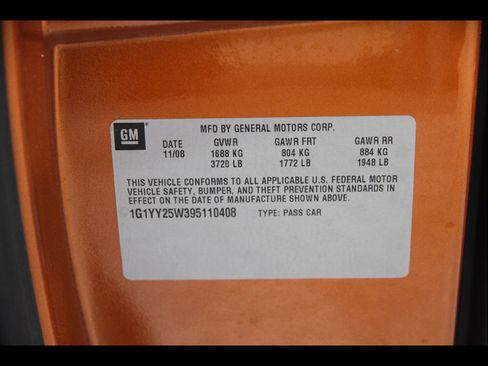 GM
MFD BY GENERAL MOTORS CORP.
DATE GVWR GAWR FRT GAWR RR
11/08 1688 KG 804 KG 884 KG
3720 LB 1772 LB 1948 LB
THIS VEHICLE CONFORMS TO ALL APPLICABLE U.S. FEDERAL MOTOR
VEHICLE SAFETY, BUMPER, AND THEFT PREVENTION STANDARDS IN
EFFECT ON THE DATE OF MANUFACTURE SHOWN ABOVE.
1G1YY25W395110408 TYPE: PASS CAR